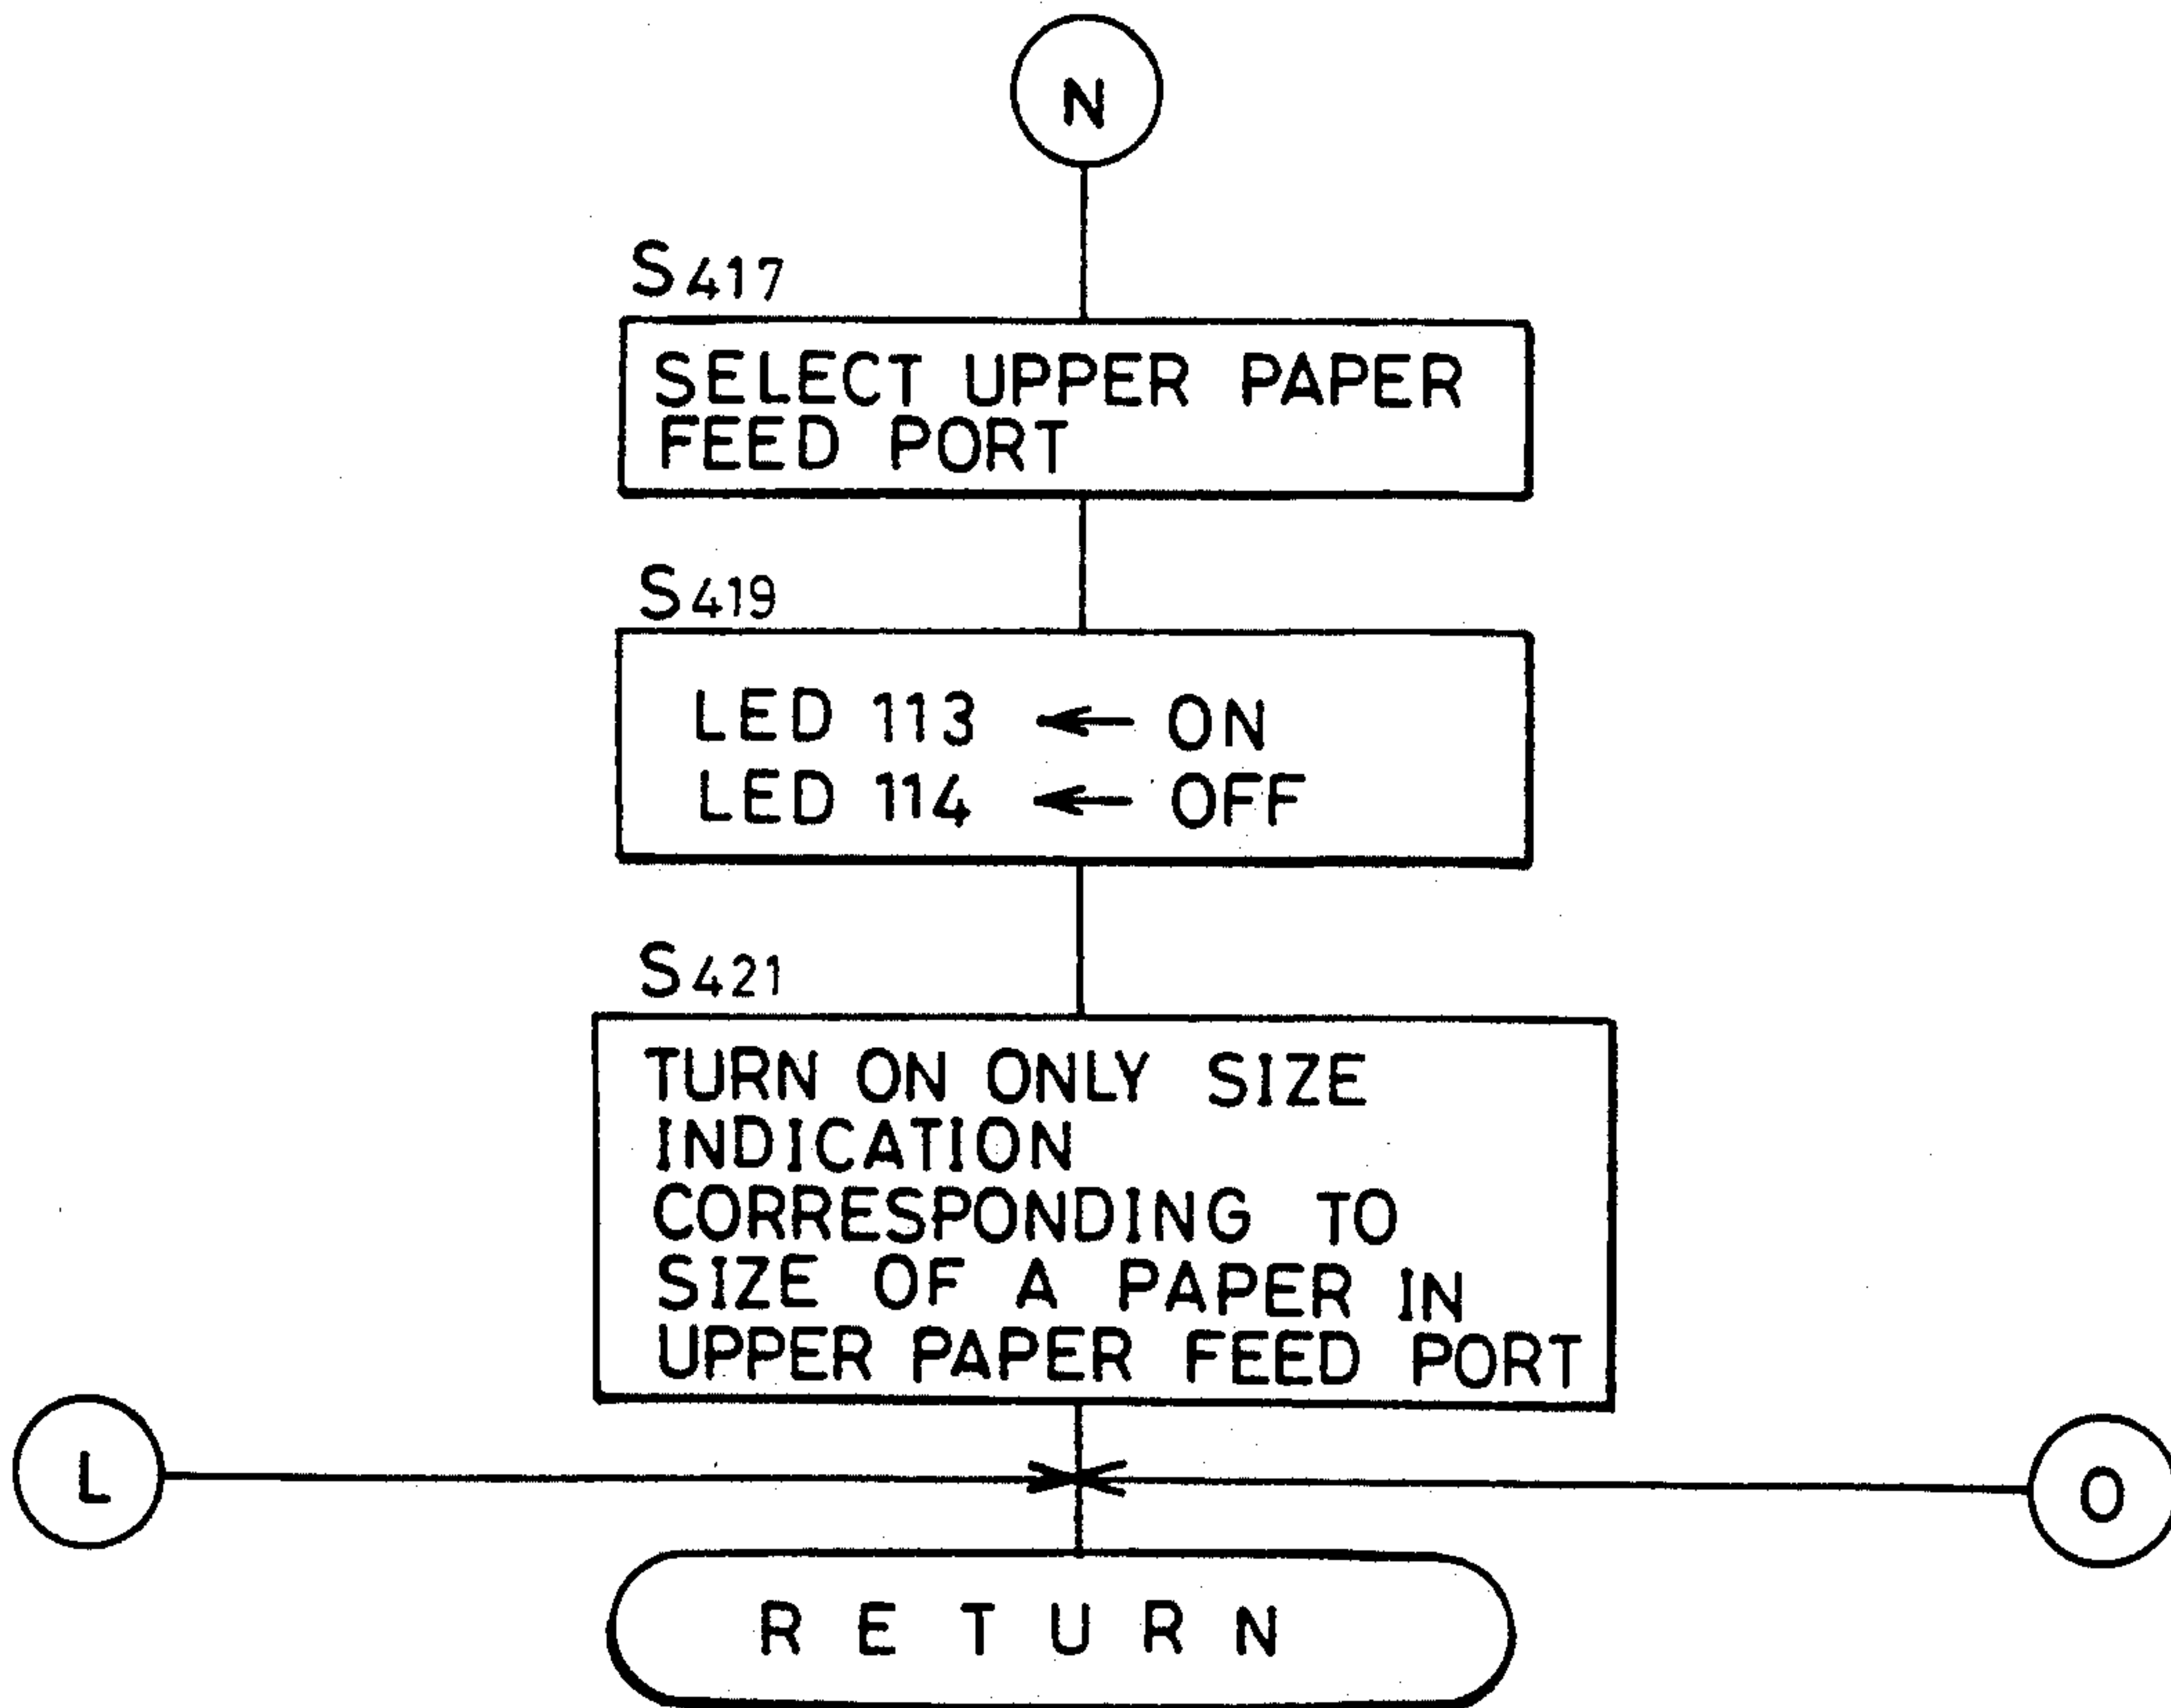 N
S417
SELECT UPPER PAPER
FEED PORT
S419
LED 113 ← ON
LED 114 ← OFF
S421
TURN ON ONLY SIZE
INDICATION
CORRESPONDING TO
SIZE OF A PAPER IN
UPPER PAPER FEED PORT
L
O
RETURN